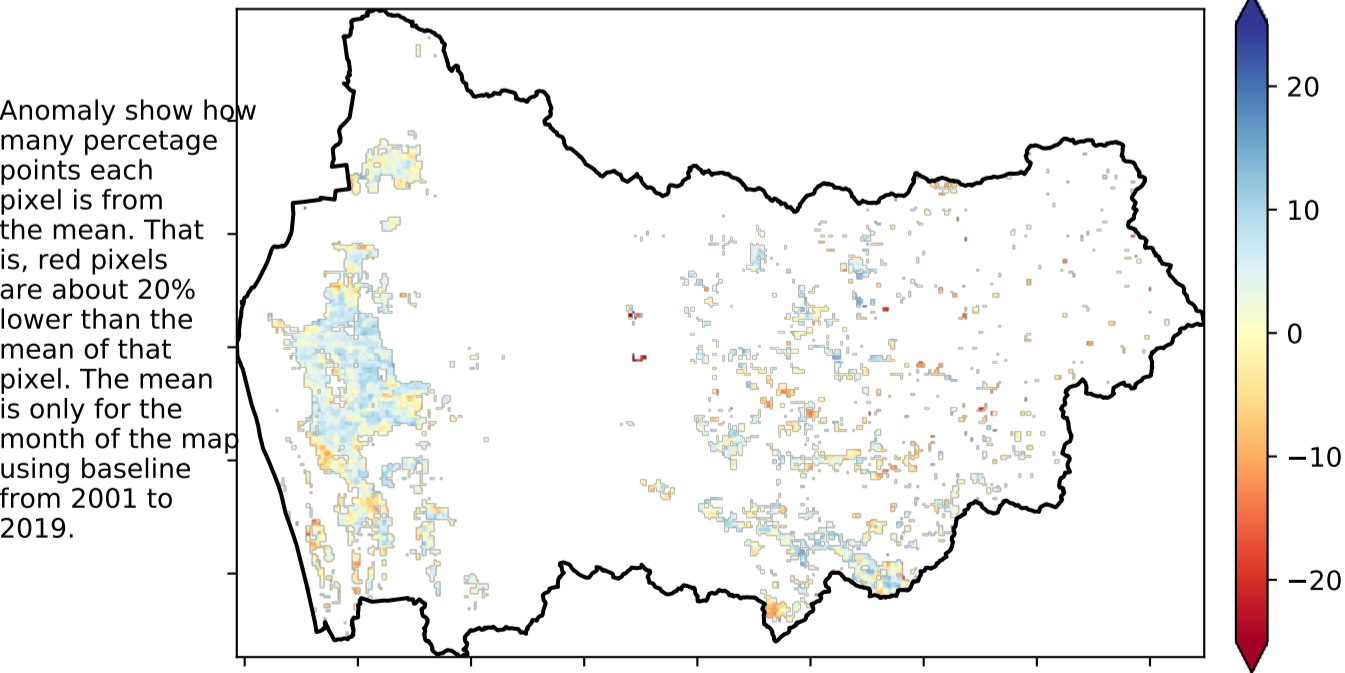 Anomaly show how
many percetage
points each
pixel is from
the mean. That
is, red pixels
are about 20%
lower than the
mean of that
pixel. The mean
is only for the
month of the map
using baseline
from 2001 to
2019.
20
10
0
−10
−20